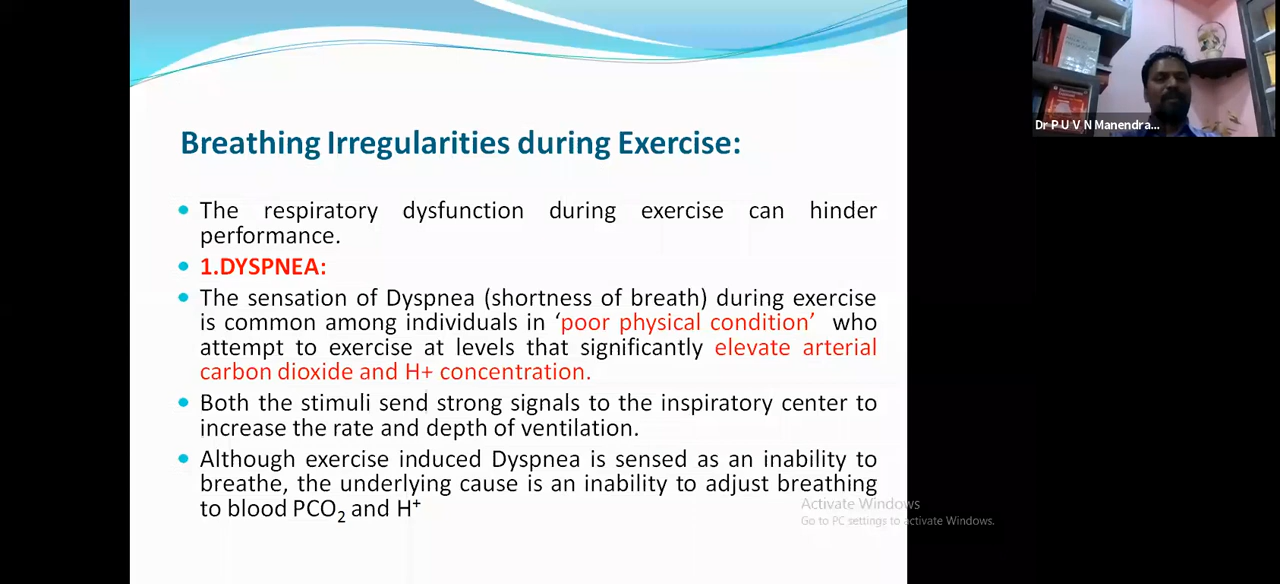 Breathing Irregularities during Exercise:
The respiratory dysfunction during exercise can hinder
performance.
1.DYSPNEA:
The sensation of Dyspnea (shortness of breath) during exercise
is common among individuals in ‘poor physical condition’ who
attempt to exercise at levels that significantly elevate arterial
carbon dioxide and H+ concentration.
Both the stimuli send strong signals to the inspiratory center to
increase the rate and depth of ventilation.
Although exercise induced Dyspnea is sensed as an inability to
breathe, the underlying cause is an inability to adjust breathing
to blood PCO₂ and H⁺
Dr P U V N Manendra...
Activate Windows
Go to PC settings to activate Windows.